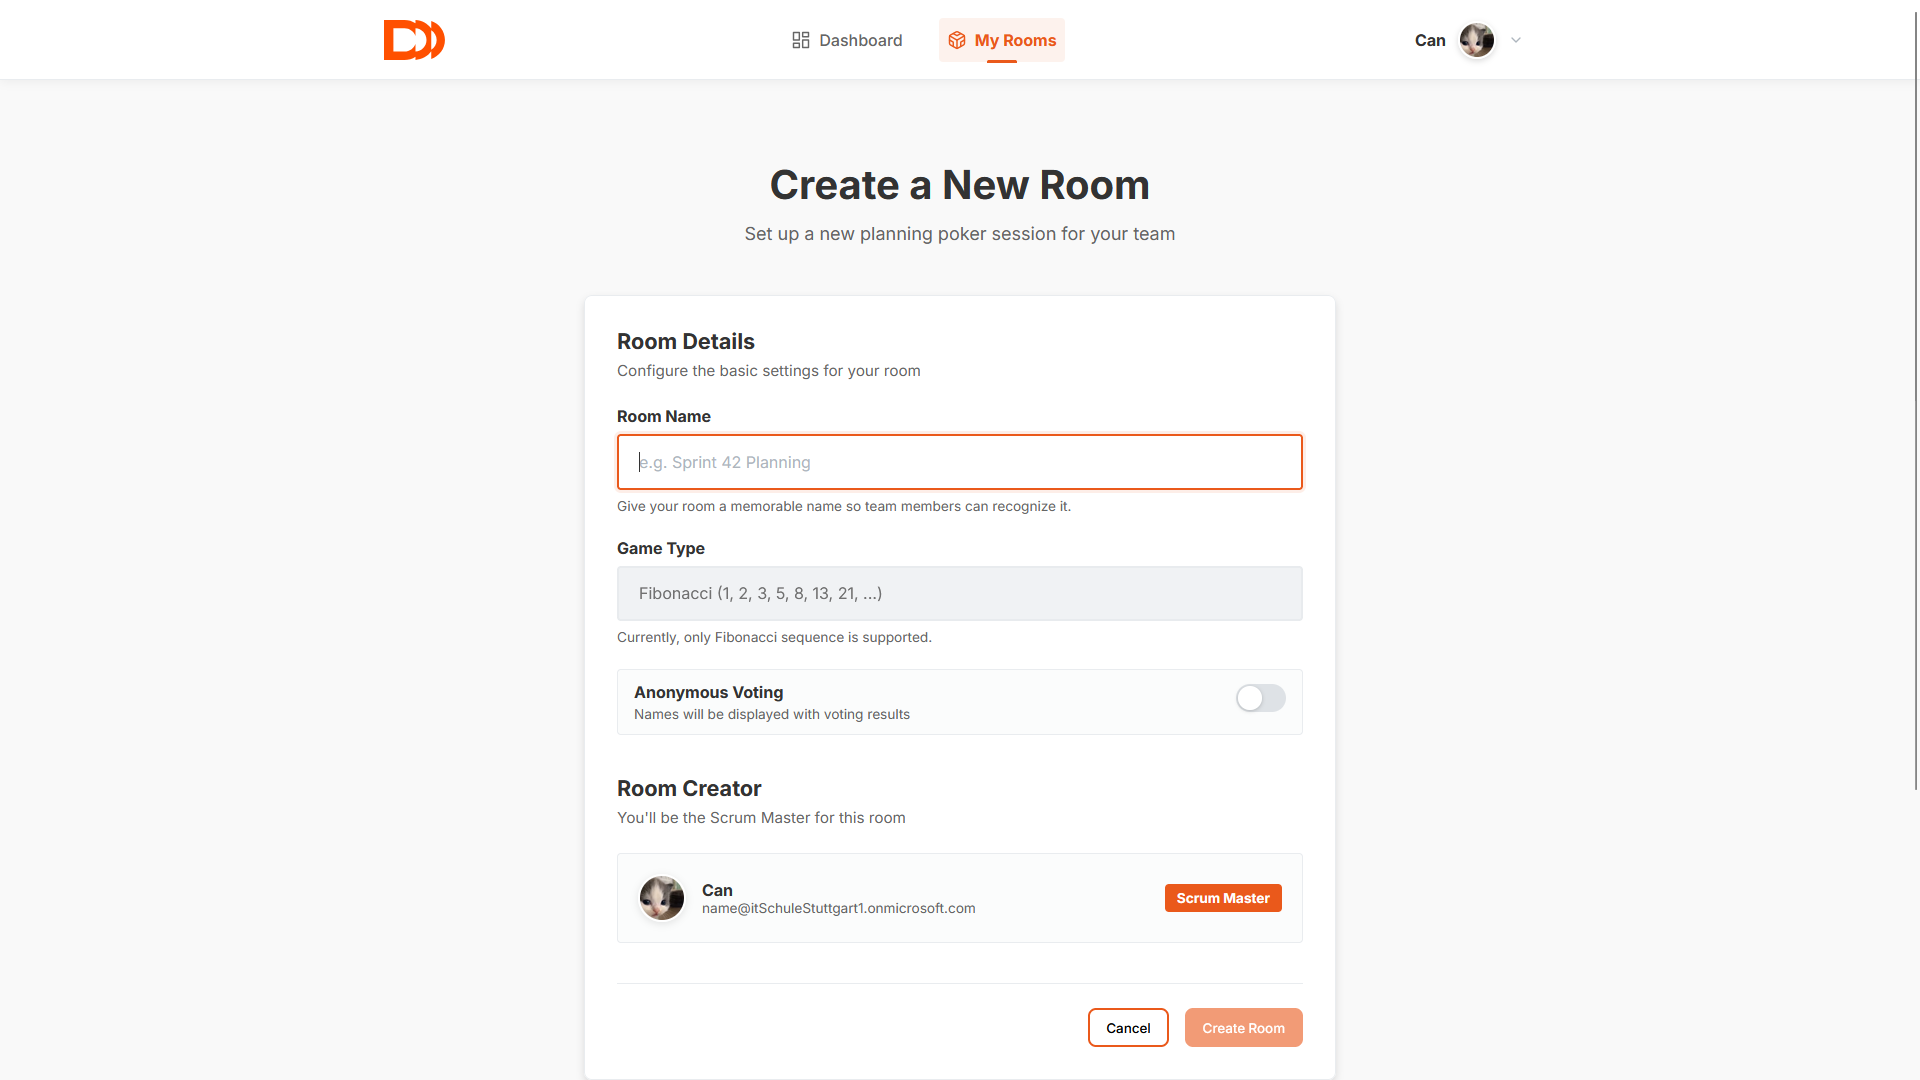 Dashboard
My Rooms
Can
Create a New Room
Set up a new planning poker session for your team
Room Details
Configure the basic settings for your room
Room Name
e.g. Sprint 42 Planning
Give your room a memorable name so team members can recognize it.
Game Type
Fibonacci (1, 2, 3, 5, 8, 13, 21, ...)
Currently, only Fibonacci sequence is supported.
Anonymous Voting
Names will be displayed with voting results
Room Creator
You'll be the Scrum Master for this room
Can
name@itSchuleStuttgart1.onmicrosoft.com
Scrum Master
Cancel
Create Room